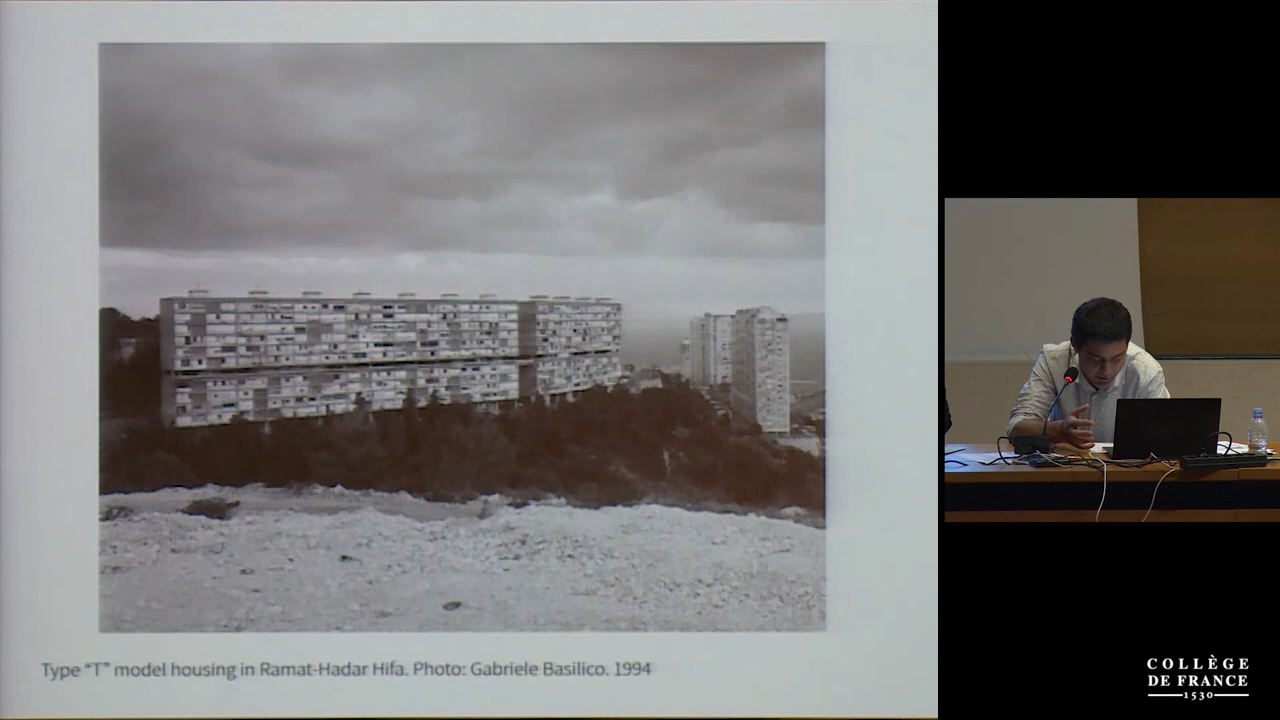 Type “T” model housing in Ramat-Hadar Hifa. Photo: Gabriele Basilico. 1994
COLLÈGE
DE FRANCE
1530